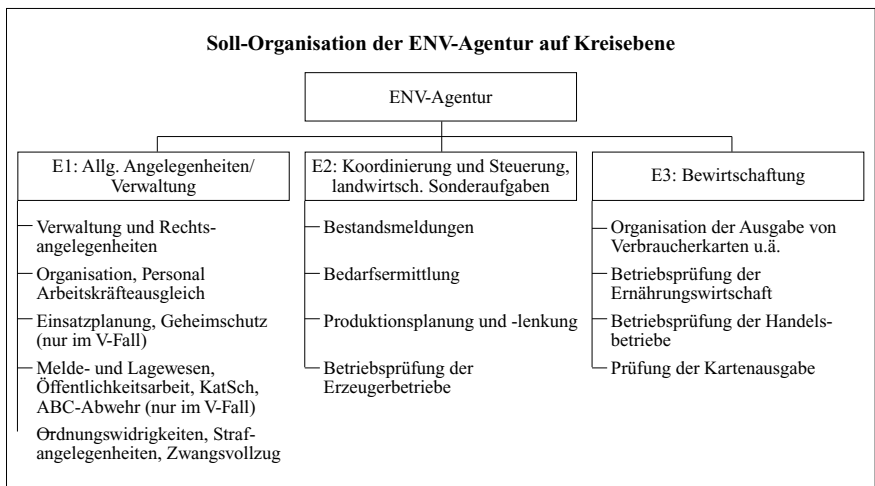 Soll-Organisation der ENV-Agentur auf Kreisebene
ENV-Agentur
E1: Allg. Angelegenheiten/
Verwaltung
Verwaltung und Rechts-
angelegenheiten
Organisation, Personal
Arbeitskräfteausgleich
Einsatzplanung, Geheimschutz
(nur im V-Fall)
Melde- und Lagewesen,
Öffentlichkeitsarbeit, KatSch,
ABC-Abwehr (nur im V-Fall)
Ordnungswidrigkeiten, Straf-
angelegenheiten, Zwangsvollzug
E2: Koordinierung und Steuerung,
landwirtsch. Sonderaufgaben
Bestandsmeldungen
Bedarfsermittlung
Produktionsplanung und -lenkung
Betriebsprüfung der
Erzeugerbetriebe
E3: Bewirtschaftung
Organisation der Ausgabe von
Verbraucherkarten u.ä.
Betriebsprüfung der
Ernährungswirtschaft
Betriebsprüfung der Handels-
betriebe
Prüfung der Kartenausgabe